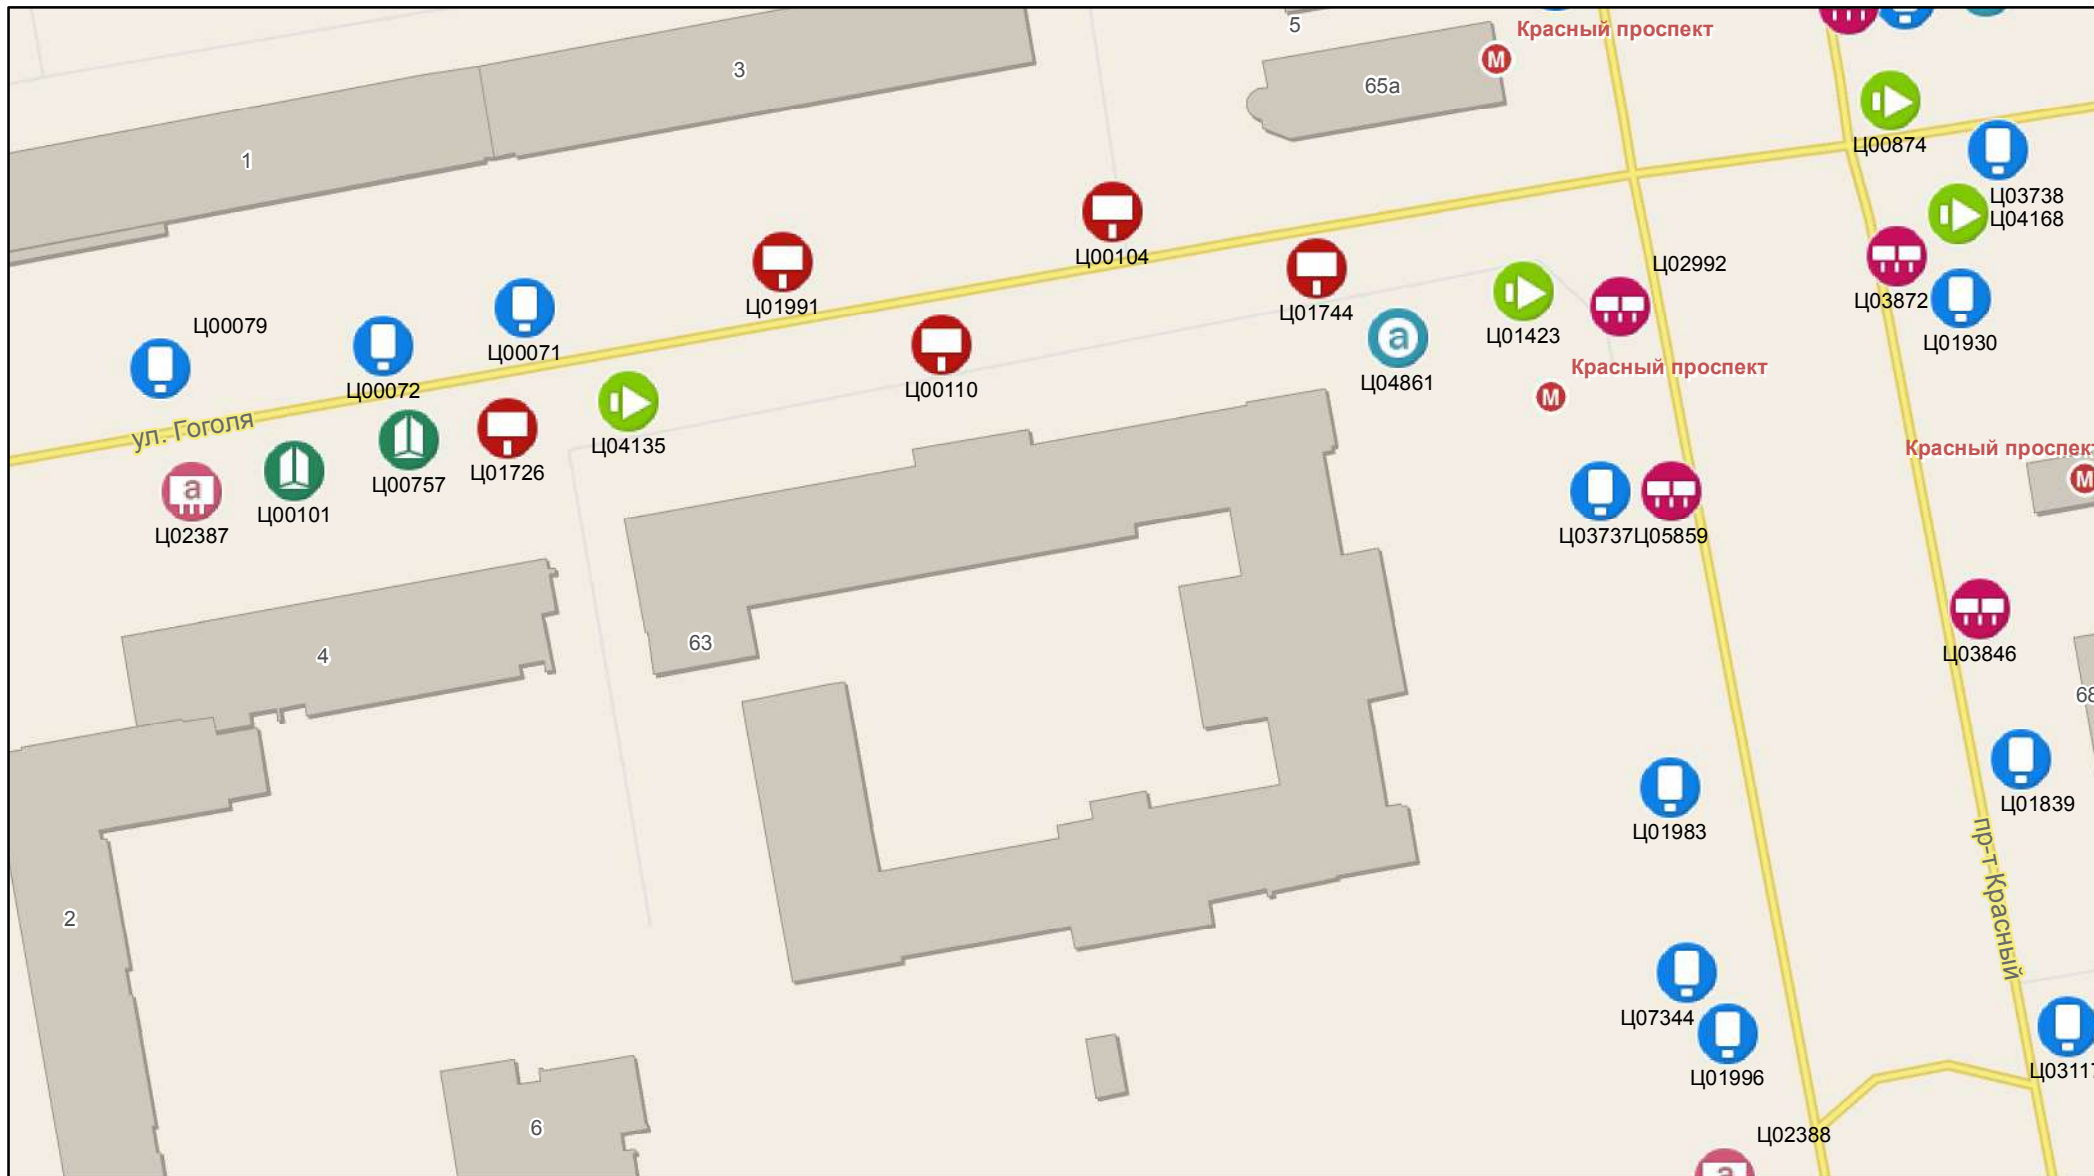 5
Красный проспект
М
3
65а
1
Ц00874
Ц03738
Ц04168
Ц00104
Ц02992
Ц01991
Ц01744
Ц03872
Ц00079
Ц00071
Ц01423
Ц01930
а
Ц04861
Красный проспект
М
Ц00072
Ц00110
ул. Гоголя
Ц04135
Ц01726
Ц00757
Красный проспект
М
а
Ц00101
Ц02387
Ц03737
Ц05859
63
4
Ц03846
68
Ц01839
Ц01983
пр-т Красный
2
Ц07344
Ц01996
Ц03117
6
Ц02388
а